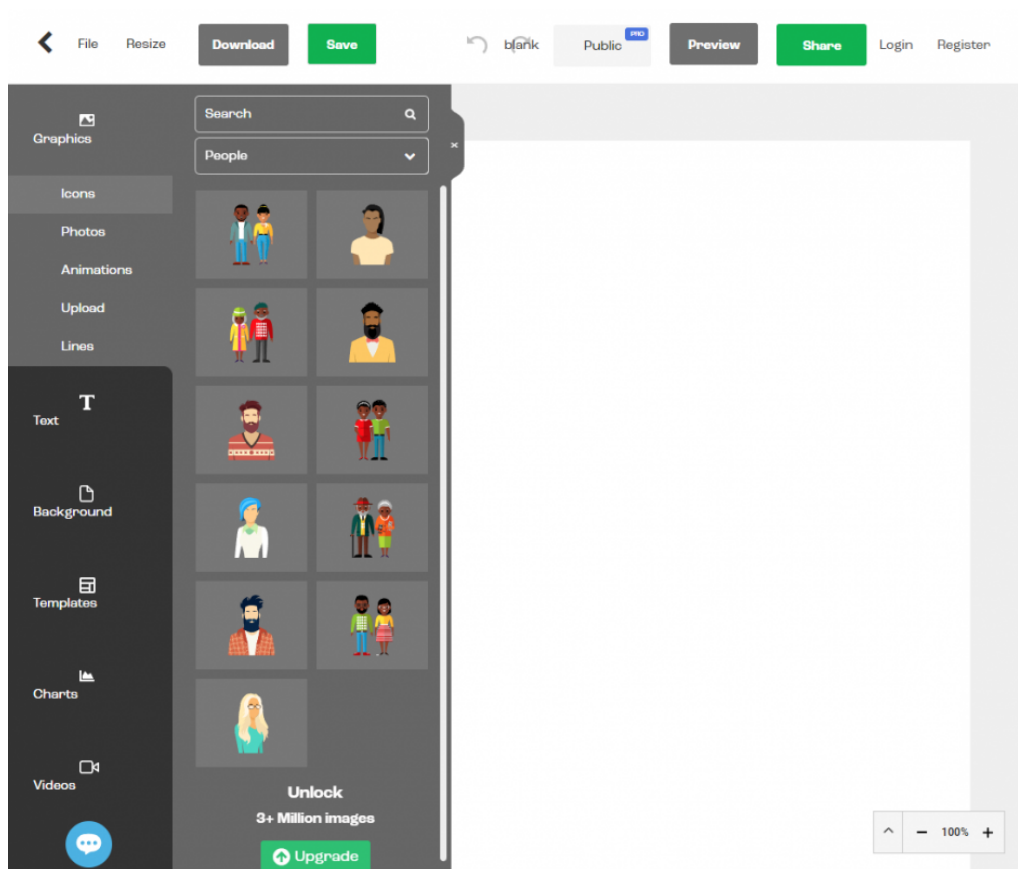 File Resize Download Save blank Public PRO Preview Share Login Register
Graphics
Icons
Photos
Animations
Upload
Lines
Text
Background
Templates
Charts
Videos
Search
People
Unlock
3+ Million images
Upgrade
100%